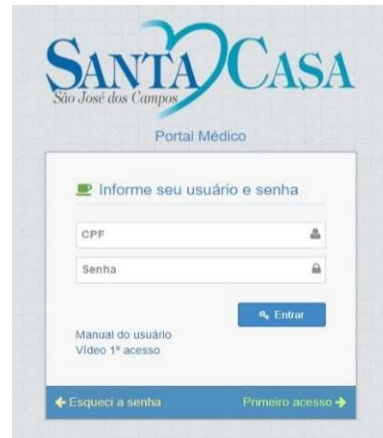 SANTA CASA
São José dos Campos
Portal Médico
Informe seu usuário e senha
CPF
Senha
Entrar
Manual do usuário
Vídeo 1º acesso
Esqueci a senha
Primeiro acesso